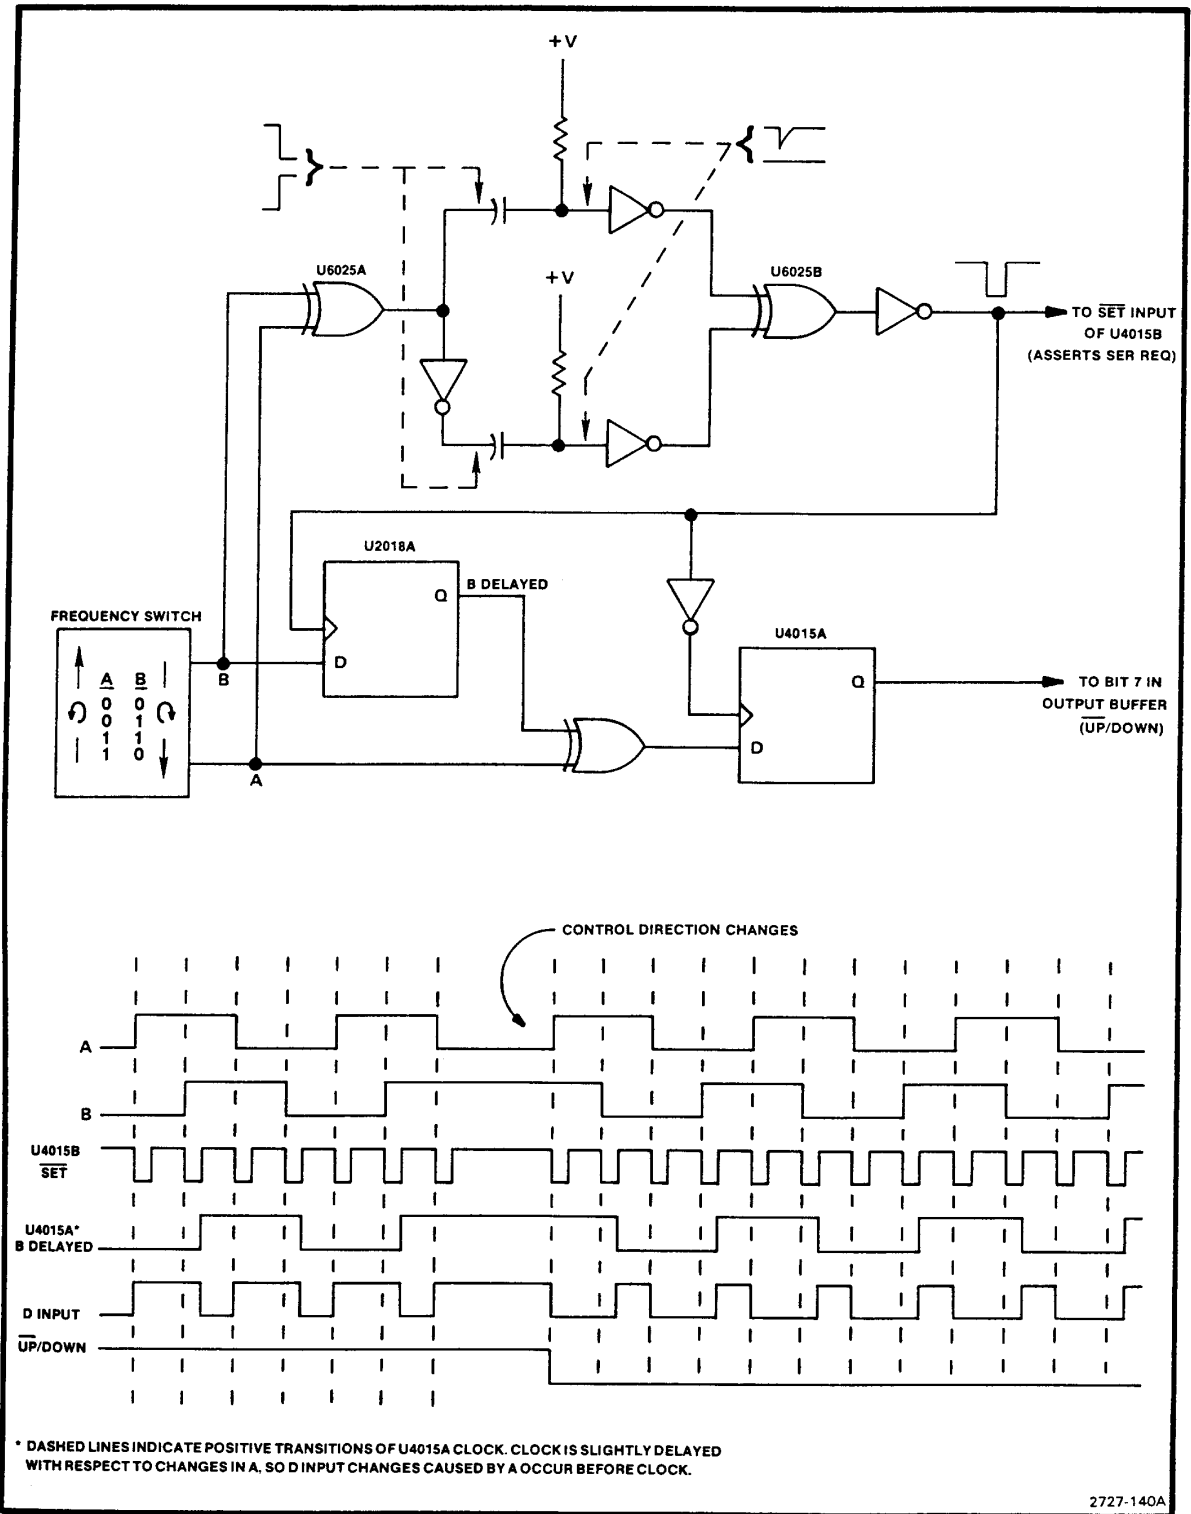 +V
U6025A
+V
U6025B
TO SET INPUT
OF U4015B
(ASSERTS SER REQ)
U2018A
Q
B DELAYED
D
FREQUENCY SWITCH
A B
0 0
0 1
1 1
1 0
B
A
U4015A
Q
D
TO BIT 7 IN
OUTPUT BUFFER
(UP/DOWN)
CONTROL DIRECTION CHANGES
A
B
U4015B
SET
U4015A*
B DELAYED
D INPUT
UP/DOWN
* DASHED LINES INDICATE POSITIVE TRANSITIONS OF U4015A CLOCK. CLOCK IS SLIGHTLY DELAYED
WITH RESPECT TO CHANGES IN A, SO D INPUT CHANGES CAUSED BY A OCCUR BEFORE CLOCK.
2727-140A